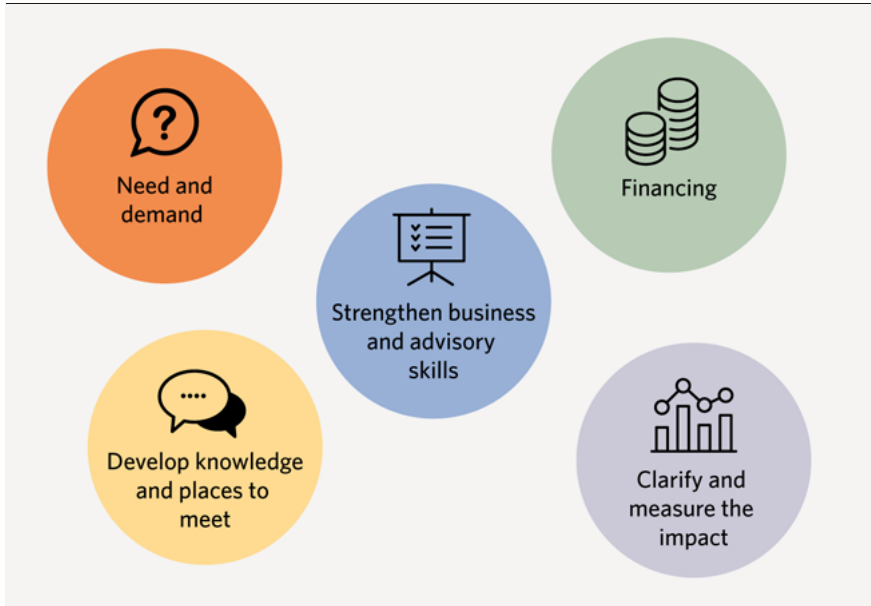 ?
Need and
demand
Financing
Strengthen business
and advisory
skills
Develop knowledge
and places to
meet
Clarify and
measure the
impact